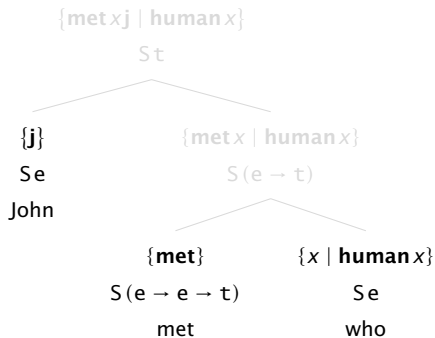 {met x j | human x}
S t
{j}
S e
John
{met x | human x}
S (e → t)
{met}
S (e → e → t)
met
{x | human x}
S e
who